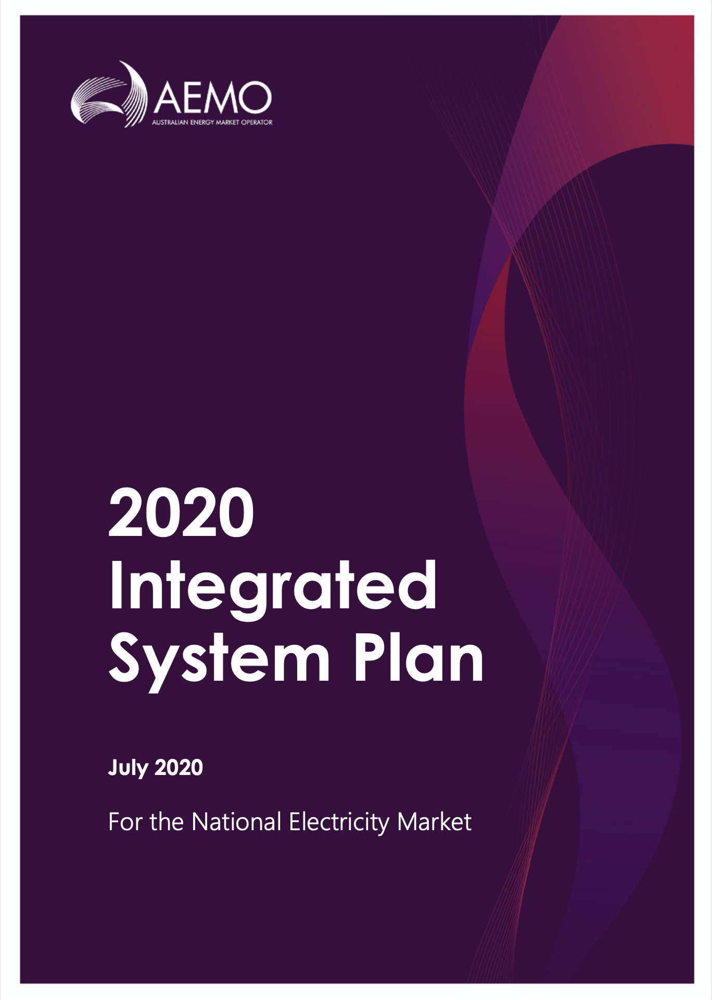 AEMO
AUSTRALIAN ENERGY MARKET OPERATOR
2020
Integrated
System Plan
July 2020
For the National Electricity Market